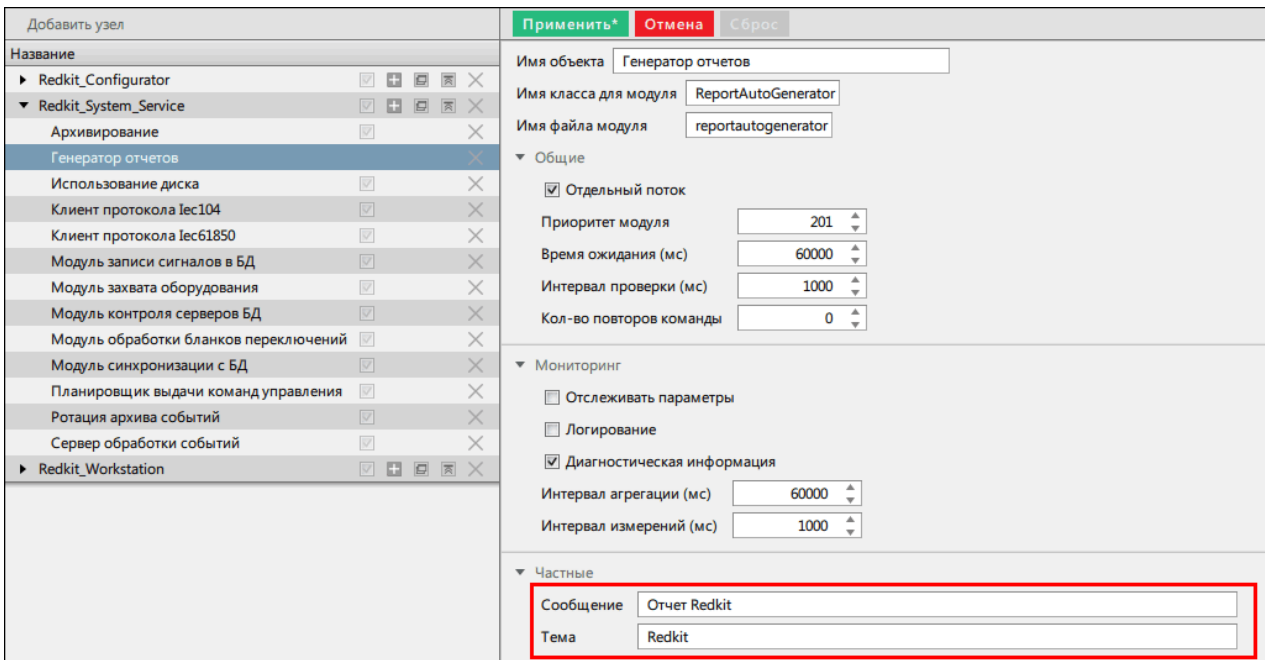 Добавить узел
Название
Redkit_Configurator
Redkit_System_Service
Архивирование
Генератор отчетов
Использование диска
Клиент протокола Iec104
Клиент протокола Iec61850
Модуль записи сигналов в БД
Модуль захвата оборудования
Модуль контроля серверов БД
Модуль обработки бланков переключений
Модуль синхронизации с БД
Планировщик выдачи команд управления
Ротация архива событий
Сервер обработки событий
Redkit_Workstation
Применить* Отмена Сброс
Имя объекта Генератор отчетов
Имя класса для модуля ReportAutoGenerator
Имя файла модуля reportautogenerator
Общие
Отдельный поток
Приоритет модуля 201
Время ожидания (мс) 60000
Интервал проверки (мс) 1000
Кол-во повторов команды 0
Мониторинг
Отслеживать параметры
Логирование
Диагностическая информация
Интервал агрегации (мс) 60000
Интервал измерений (мс) 1000
Частные
Сообщение Отчет Redkit
Тема Redkit